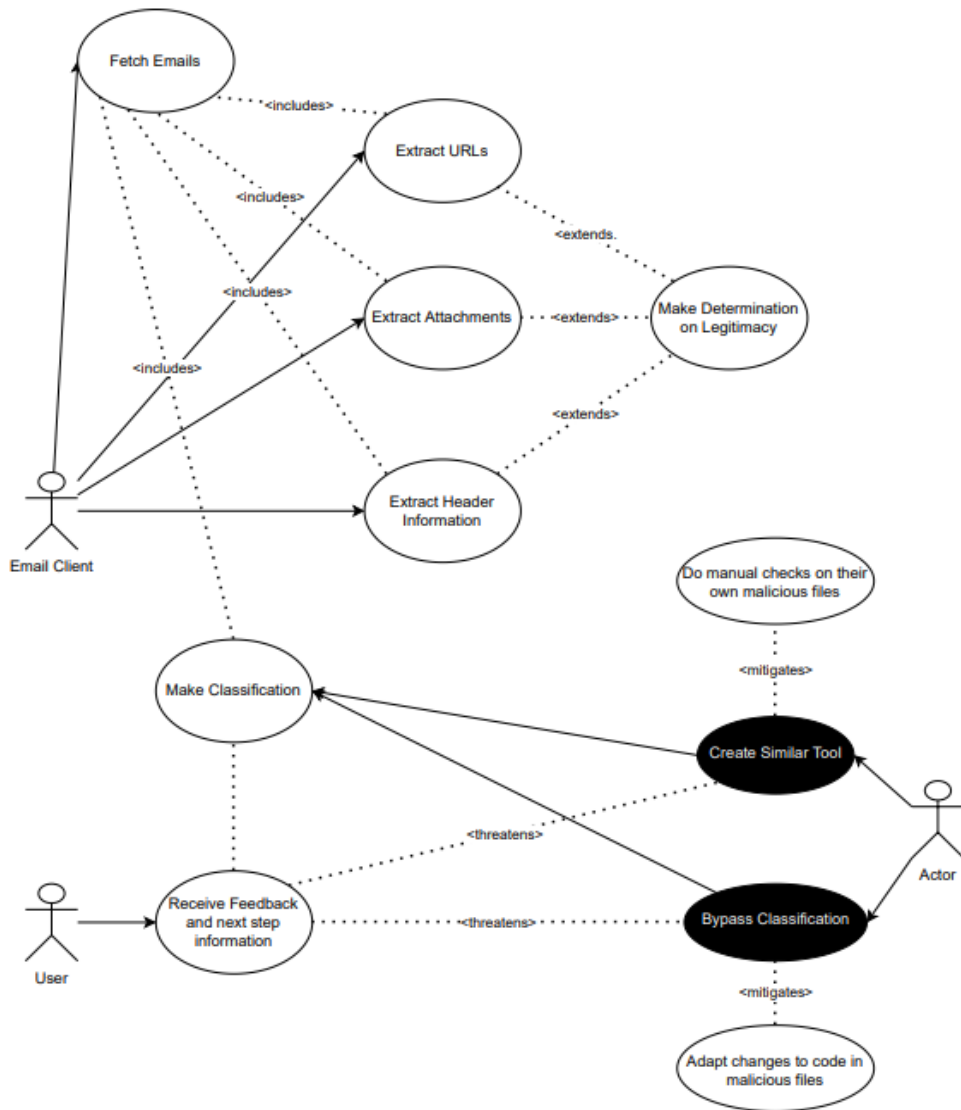 Fetch Emails
<includes>
Extract URLs
<includes>
<extends.
<includes>
Extract Attachments
<extends>
Make Determination
on Legitimacy
<includes>
<extends>
Extract Header
Information
Email Client
Do manual checks on their
own malicious files
<mitigates>
Make Classification
Create Similar Tool
<threatens>
Actor
Receive Feedback
and next step
information
<threatens>
Bypass Classification
User
<mitigates>
Adapt changes to code in
malicious files